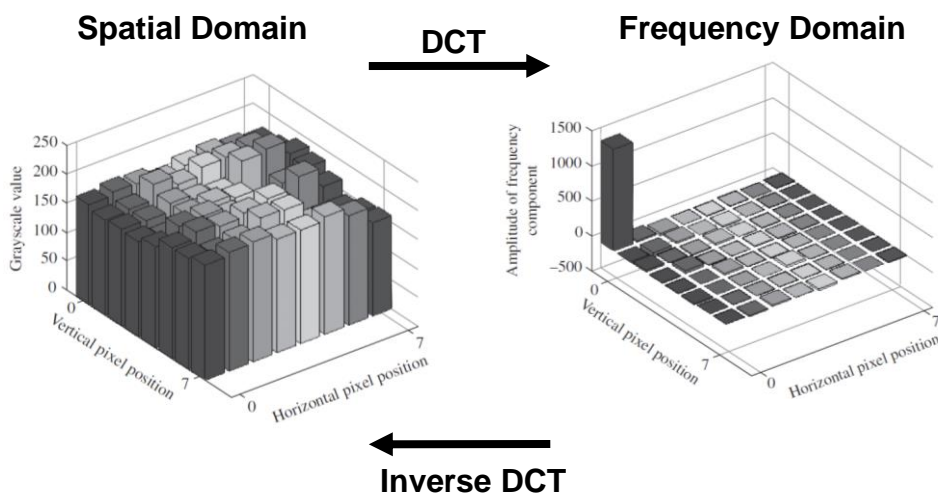 Spatial Domain
DCT
Frequency Domain
250
200
150
100
50
0
Grayscale value
0
Vertical pixel position
7
0
Horizontal pixel position
7
1500
1000
500
0
−500
Amplitude of frequency
component
0
Vertical pixel position
7
0
Horizontal pixel position
7
Inverse DCT